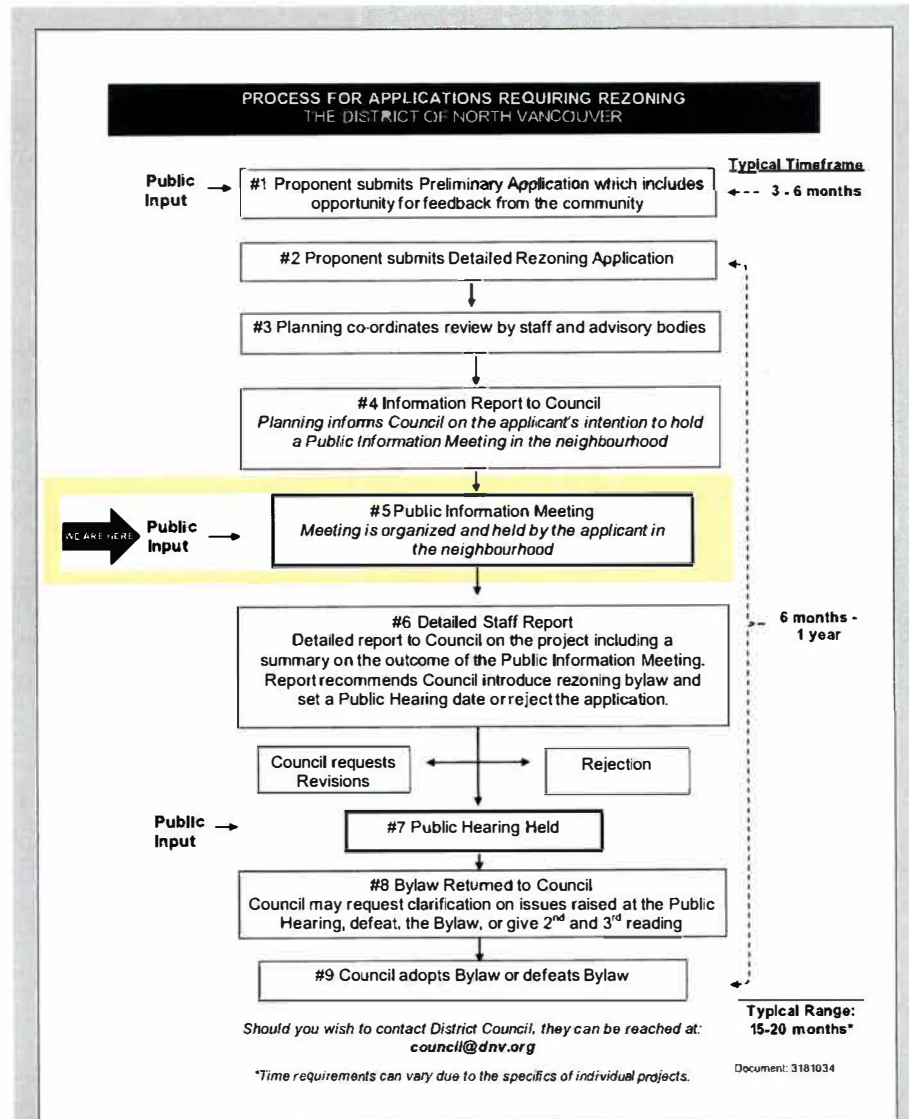 PROCESS FOR APPLICATIONS REQUIRING REZONING
THE DISTRICT OF NORTH VANCOUVER
Typical Timeframe
Public
Input
#1 Proponent submits Preliminary Application which includes
opportunity for feedback from the community
3 - 6 months
#2 Proponent submits Detailed Rezoning Application
#3 Planning co-ordinates review by staff and advisory bodies
#4 Information Report to Council
Planning informs Council on the applicant's intention to hold
a Public Information Meeting in the neighbourhood
WE ARE HERE
Public
Input
#5 Public Information Meeting
Meeting is organized and held by the applicant in
the neighbourhood
#6 Detailed Staff Report
Detailed report to Council on the project including a
summary on the outcome of the Public Information Meeting.
Report recommends Council introduce rezoning bylaw and
set a Public Hearing date or reject the application.
6 months -
1 year
Council requests
Revisions
Rejection
Public
Input
#7 Public Hearing Held
#8 Bylaw Returned to Council
Council may request clarification on issues raised at the Public
Hearing, defeat, the Bylaw, or give 2nd and 3rd reading
#9 Council adopts Bylaw or defeats Bylaw
Typical Range:
15-20 months*
Should you wish to contact District Council, they can be reached at:
council@dnv.org
*Time requirements can vary due to the specifics of individual projects.
Document: 3181034